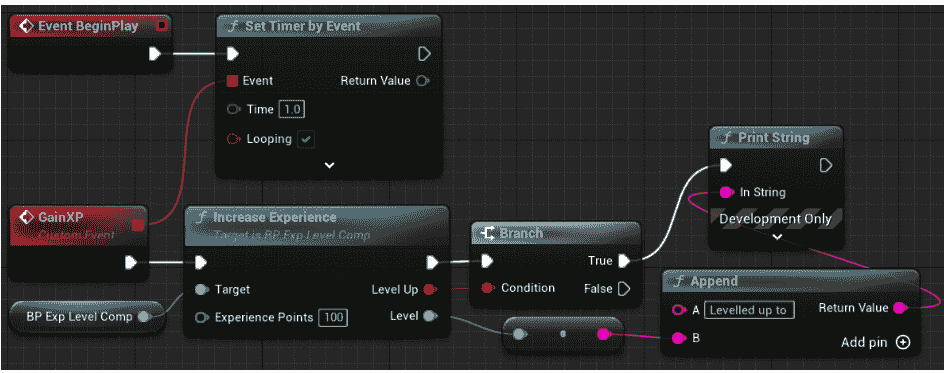 Event BeginPlay
Set Timer by Event
Event
Return Value
Time 1.0
Looping
Print String
In String
Development Only
GainXP
Custom Event
Increase Experience
Target is BP Exp Level Comp
Target
Level Up
Experience Points 100
Level
BP Exp Level Comp
Branch
True
Condition
False
Append
A Levelled up to
Return Value
B
Add pin